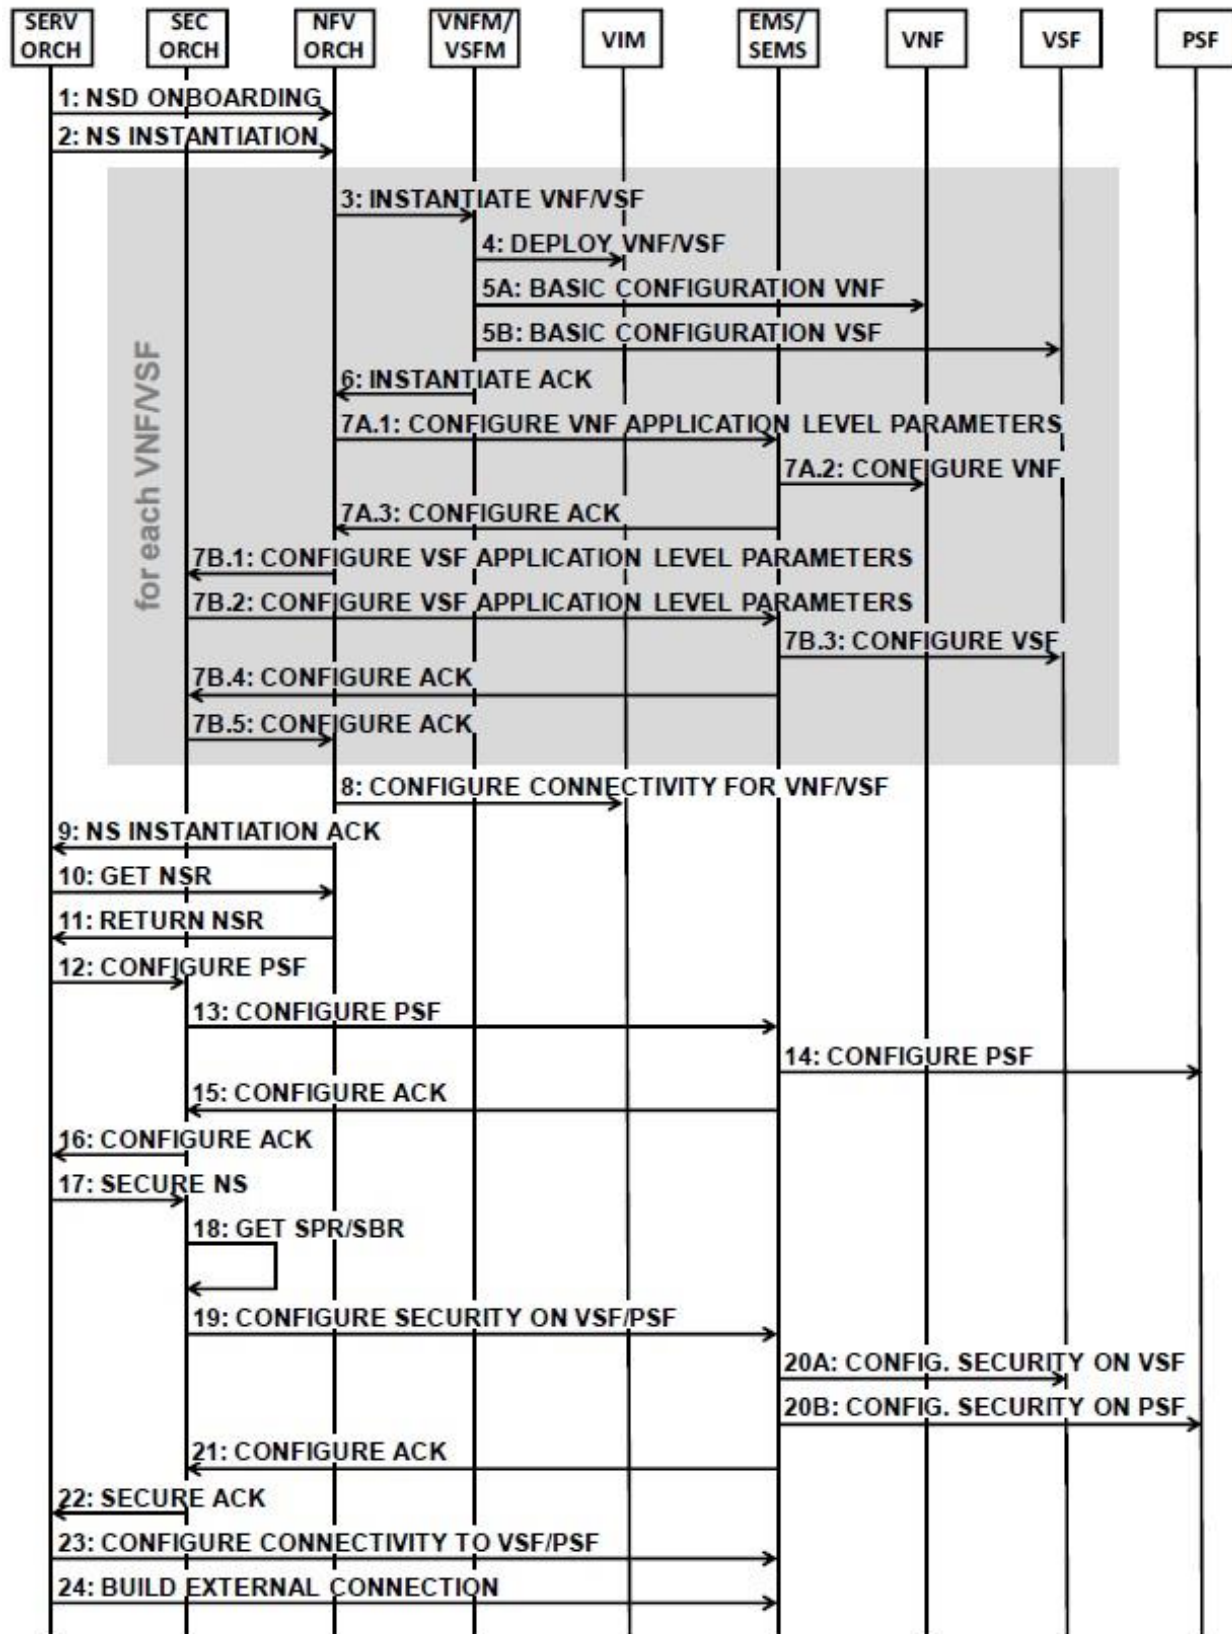 SERV ORCH
SEC ORCH
NFV ORCH
VNFM/ VSFM
VIM
EMS/ SEMS
VNF
VSF
PSF
1: NSD ONBOARDING
2: NS INSTANTIATION
for each VNF/VSF
3: INSTANTIATE VNF/VSF
4: DEPLOY VNF/VSF
5A: BASIC CONFIGURATION VNF
5B: BASIC CONFIGURATION VSF
6: INSTANTIATE ACK
7A.1: CONFIGURE VNF APPLICATION LEVEL PARAMETERS
7A.2: CONFIGURE VNF
7A.3: CONFIGURE ACK
7B.1: CONFIGURE VSF APPLICATION LEVEL PARAMETERS
7B.2: CONFIGURE VSF APPLICATION LEVEL PARAMETERS
7B.3: CONFIGURE VSF
7B.4: CONFIGURE ACK
7B.5: CONFIGURE ACK
8: CONFIGURE CONNECTIVITY FOR VNF/VSF
9: NS INSTANTIATION ACK
10: GET NSR
11: RETURN NSR
12: CONFIGURE PSF
13: CONFIGURE PSF
14: CONFIGURE PSF
15: CONFIGURE ACK
16: CONFIGURE ACK
17: SECURE NS
18: GET SPR/SBR
19: CONFIGURE SECURITY ON VSF/PSF
20A: CONFIG. SECURITY ON VSF
20B: CONFIG. SECURITY ON PSF
21: CONFIGURE ACK
22: SECURE ACK
23: CONFIGURE CONNECTIVITY TO VSF/PSF
24: BUILD EXTERNAL CONNECTION